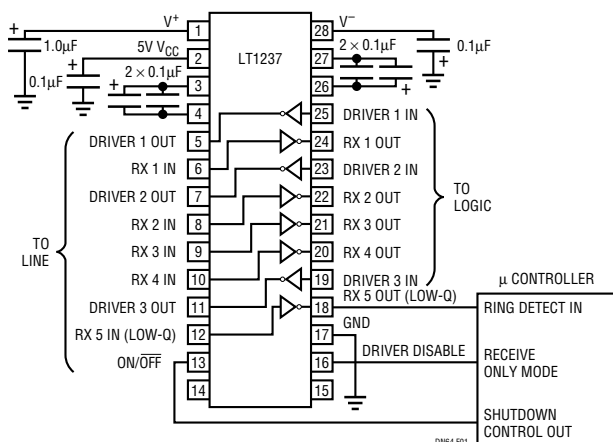 V+ 1 28 V−
1.0µF LT1237
5V VCC 2 27 2 × 0.1µF 0.1µF
0.1µF 2 × 0.1µF 3 26
4 25 DRIVER 1 IN
DRIVER 1 OUT 5 24 RX 1 OUT
RX 1 IN 6 23 DRIVER 2 IN
DRIVER 2 OUT 7 22 RX 2 OUT
RX 2 IN 8 21 RX 3 OUT
RX 3 IN 9 20 RX 4 OUT
RX 4 IN 10 19 DRIVER 3 IN
DRIVER 3 OUT 11 18 RX 5 OUT (LOW-Q)
RX 5 IN (LOW-Q) 12 17 GND
ON/OFF 13 16 DRIVER DISABLE
14 15
TO
LINE
TO
LOGIC
µ CONTROLLER
RING DETECT IN
RECEIVE
ONLY MODE
SHUTDOWN
CONTROL OUT
DN64 F01